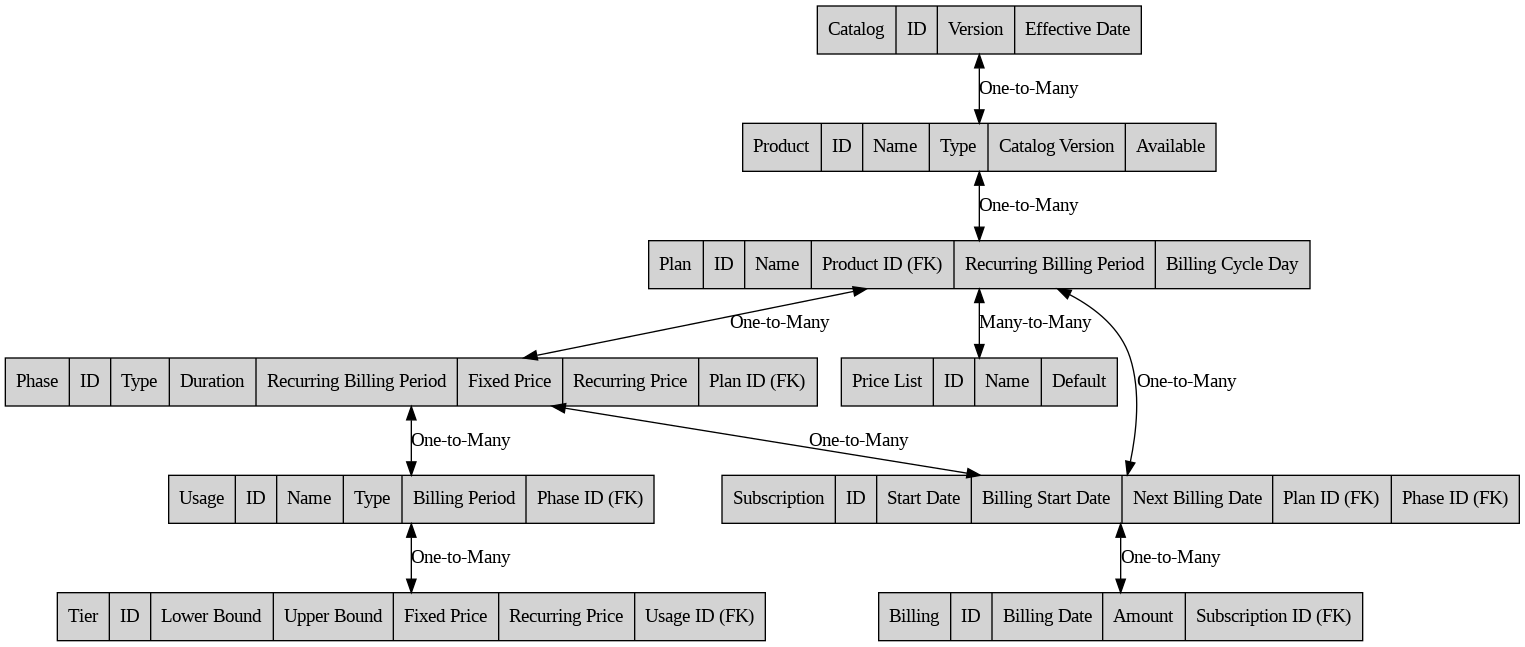 Catalog ID Version Effective Date
One-to-Many
Product ID Name Type Catalog Version Available
One-to-Many
Plan ID Name Product ID (FK) Recurring Billing Period Billing Cycle Day
One-to-Many Many-to-Many
Phase ID Type Duration Recurring Billing Period Fixed Price Recurring Price Plan ID (FK)
Price List ID Name Default
One-to-Many
One-to-Many One-to-Many
Usage ID Name Type Billing Period Phase ID (FK)
Subscription ID Start Date Billing Start Date Next Billing Date Plan ID (FK) Phase ID (FK)
One-to-Many One-to-Many
Tier ID Lower Bound Upper Bound Fixed Price Recurring Price Usage ID (FK)
Billing ID Billing Date Amount Subscription ID (FK)